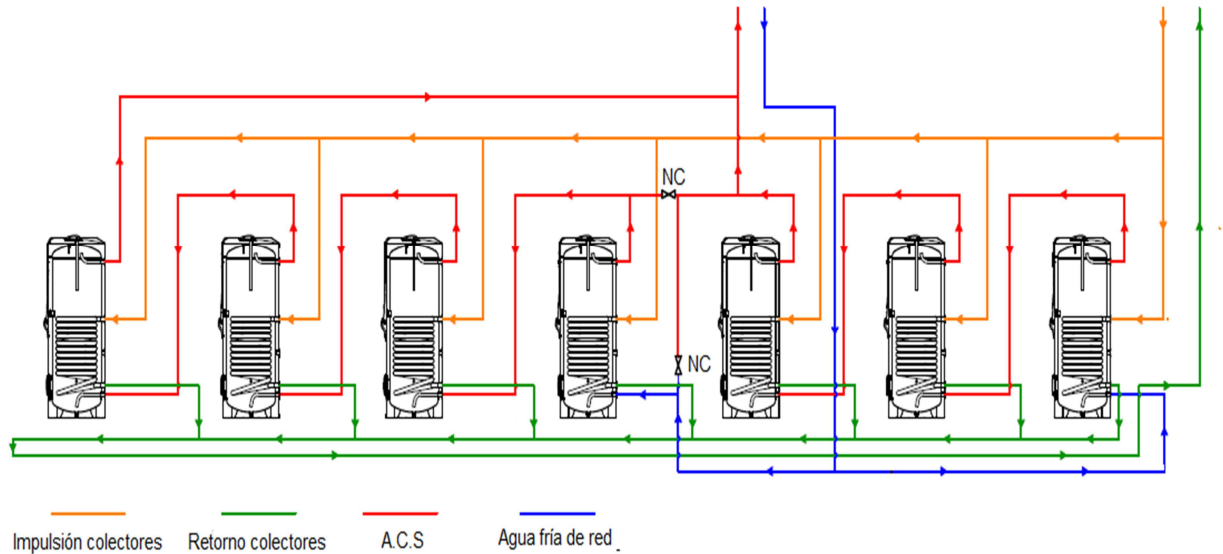 NC
NC
Impulsión colectores
Retorno colectores
A.C.S
Agua fría de red